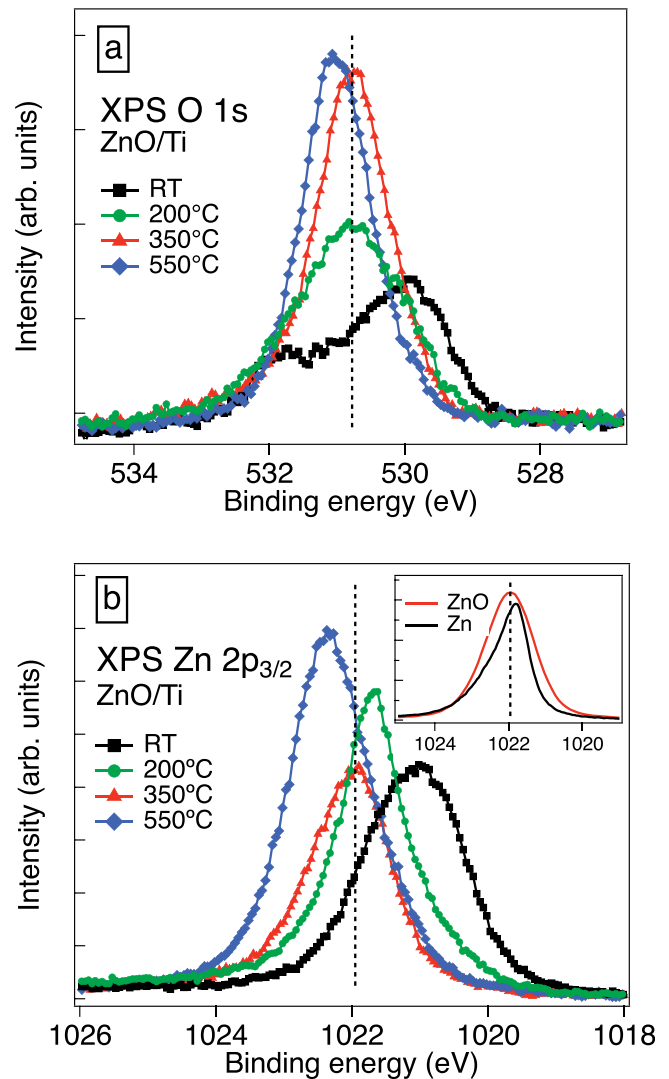 a
XPS O 1s
ZnO/Ti
RT
200°C
350°C
550°C
Intensity (arb. units)
534 532 530 528
Binding energy (eV)
b
XPS Zn 2p3/2
ZnO/Ti
RT
200°C
350°C
550°C
ZnO
Zn
1024 1022 1020
Intensity (arb. units)
1026 1024 1022 1020 1018
Binding energy (eV)